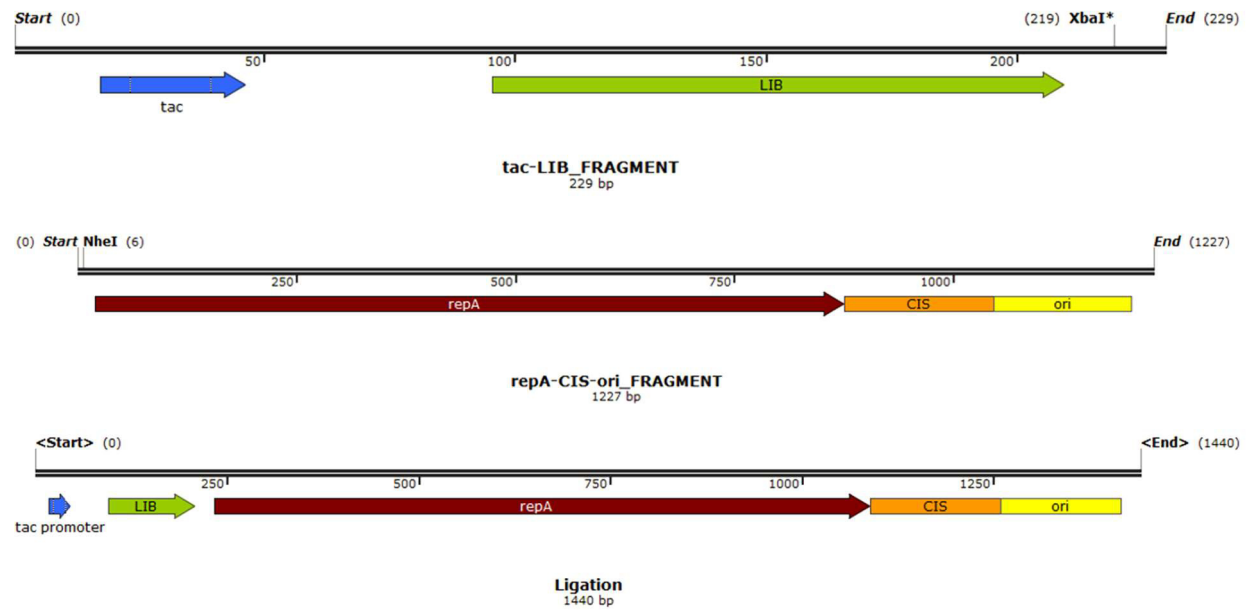 Start (0) (219) XbaI* End (229)
50 100 150 200
tac LIB
tac-LIB_FRAGMENT
229 bp
(0) Start NheI (6) End (1227)
250 500 750 1000
repA CIS ori
repA-CIS-ori_FRAGMENT
1227 bp
<Start> (0) <End> (1440)
250 500 750 1000 1250
LIB repA CIS ori
tac promoter
Ligation
1440 bp